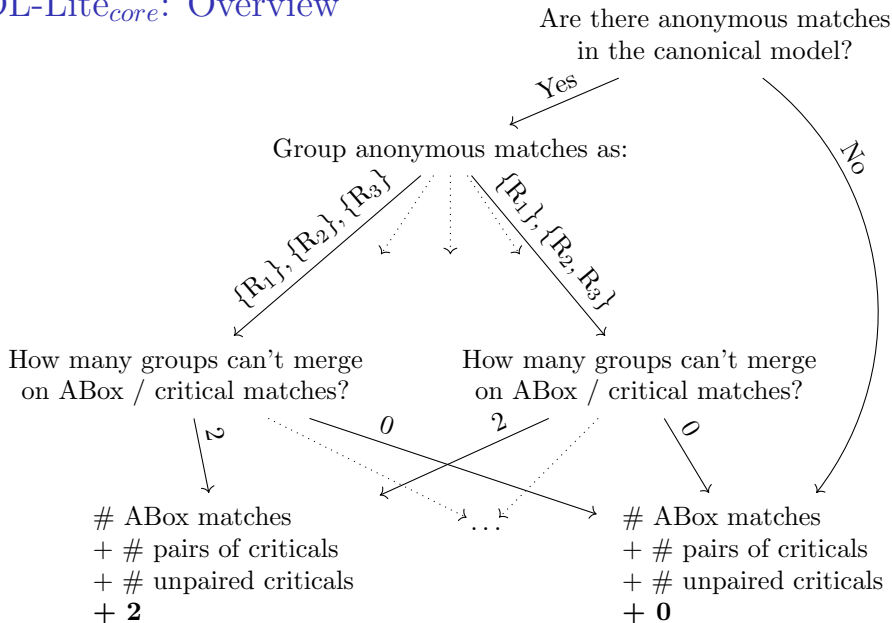 DL-Lite_core: Overview
Are there anonymous matches
in the canonical model?
Yes
No
Group anonymous matches as:
{R₁}, {R₂}, {R₃}
{R₁}, {R₂, R₃}
How many groups can't merge
on ABox / critical matches?
How many groups can't merge
on ABox / critical matches?
2
0
2
0
# ABox matches
+ # pairs of criticals
+ # unpaired criticals
+ 2
...
# ABox matches
+ # pairs of criticals
+ # unpaired criticals
+ 0